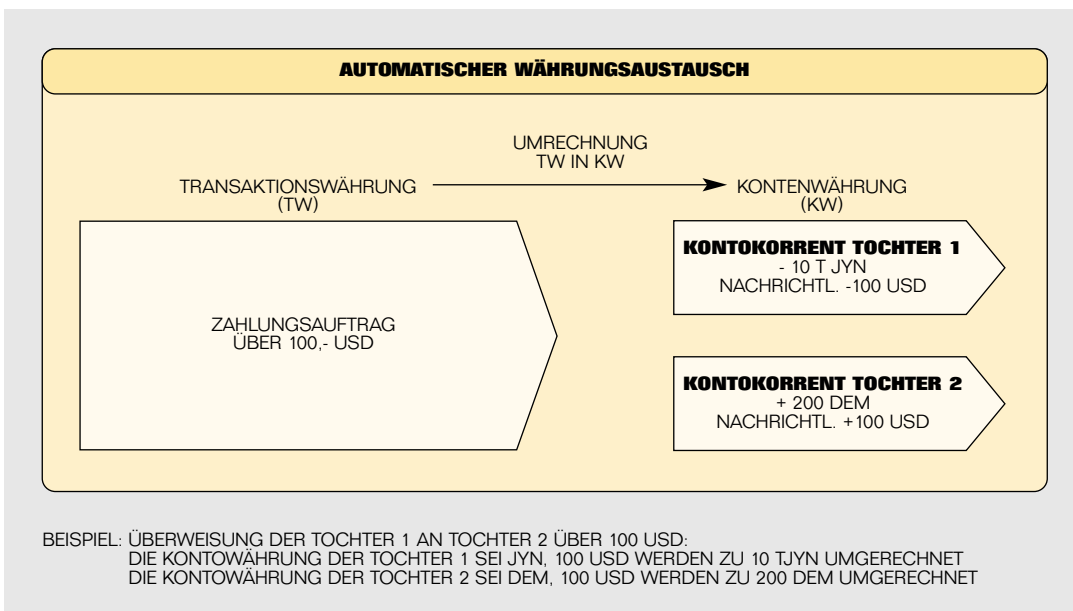 AUTOMATISCHER WÄHRUNGSAUSTAUSCH
UMRECHNUNG
TW IN KW
TRANSAKTIONSWÄHRUNG
(TW)
KONTENWÄHRUNG
(KW)
ZAHLUNGSAUFTRAG
ÜBER 100,- USD
KONTOKORRENT TOCHTER 1
- 10 T JYN
NACHRICHTL. -100 USD
KONTOKORRENT TOCHTER 2
+ 200 DEM
NACHRICHTL. +100 USD
BEISPIEL: ÜBERWEISUNG DER TOCHTER 1 AN TOCHTER 2 ÜBER 100 USD:
DIE KONTOWÄHRUNG DER TOCHTER 1 SEI JYN, 100 USD WERDEN ZU 10 TJYN UMGERECHNET
DIE KONTOWÄHRUNG DER TOCHTER 2 SEI DEM, 100 USD WERDEN ZU 200 DEM UMGERECHNET